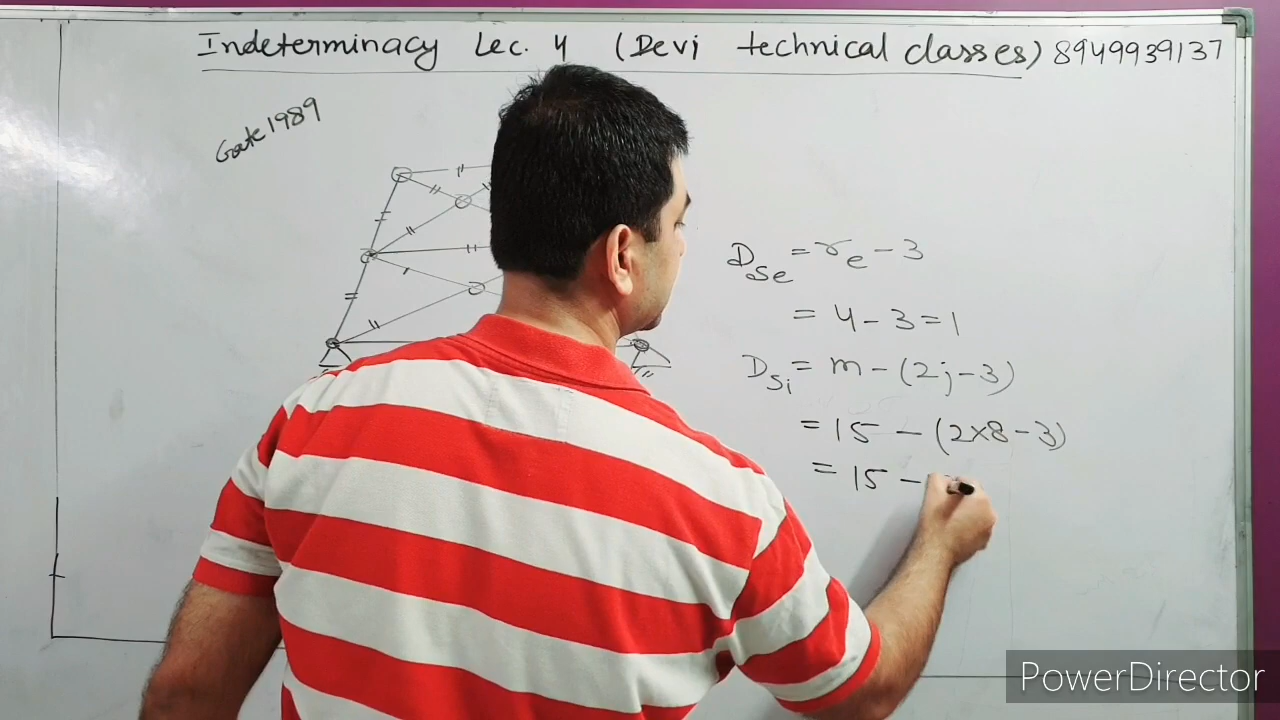 Indeterminacy Lec. 4 (Devi technical classes) 8949939137
Gate 1989
D_Se = r_e - 3
= 4 - 3 = 1
D_Si = m - (2j - 3)
= 15 - (2×8 - 3)
= 15 -
PowerDirector